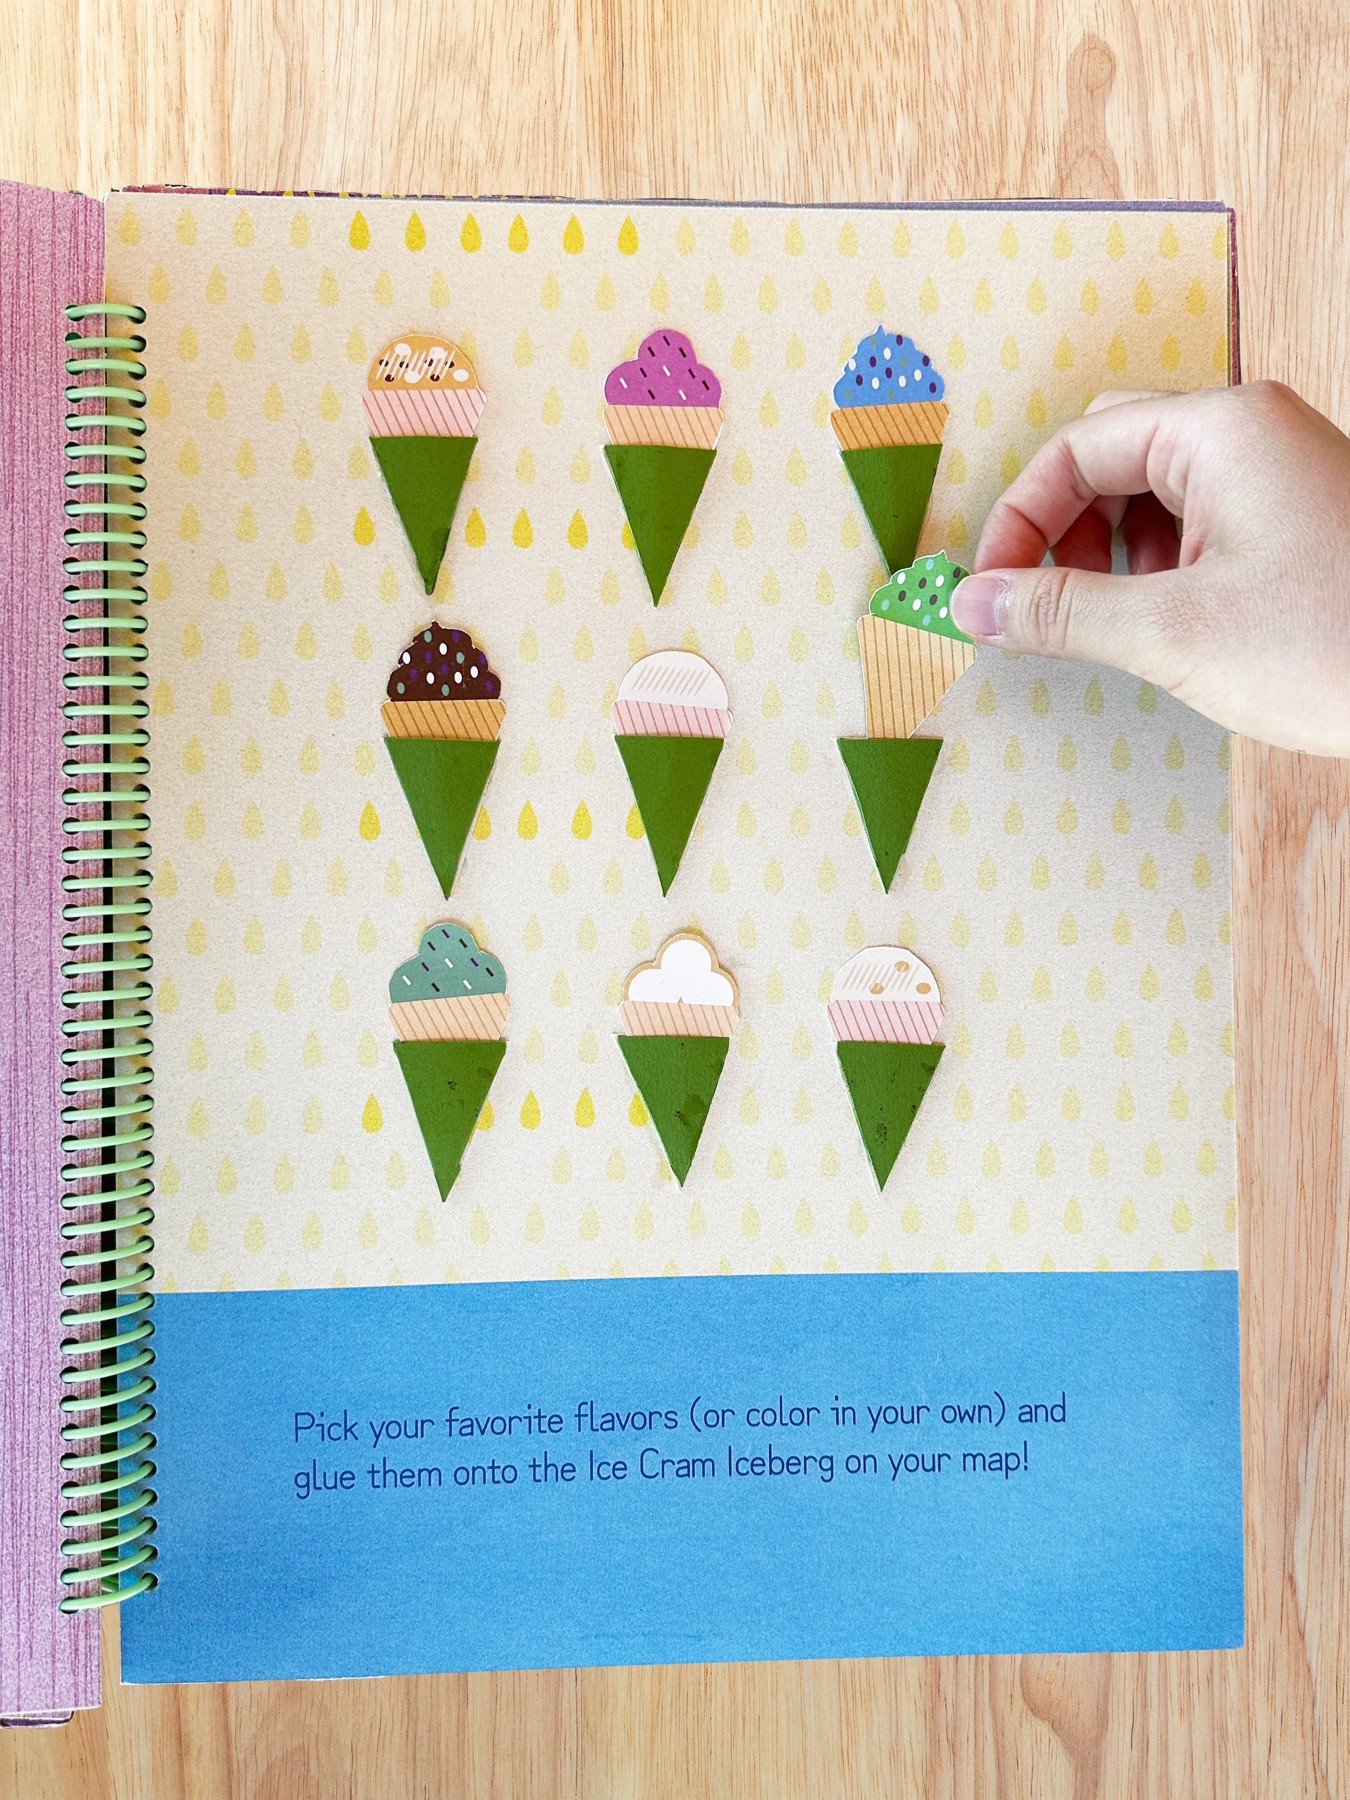 Pick your favorite flavors (or color in your own) and
glue them onto the Ice Cram Iceberg on your map!